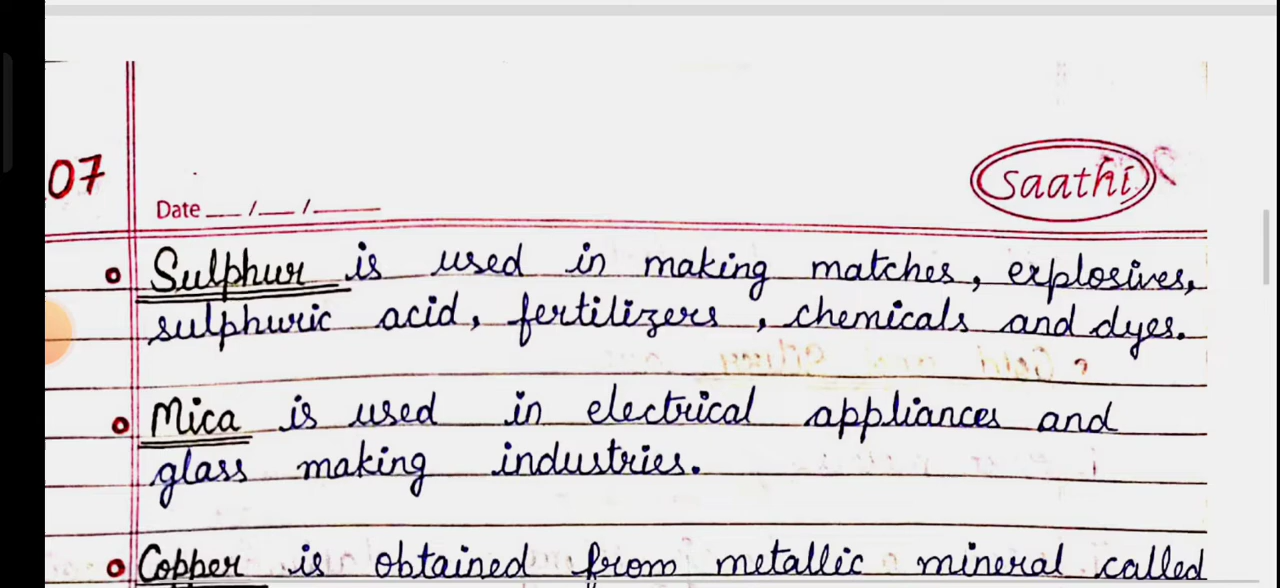 07
Saathi
Date __/__/____
Sulphur is used in making matches, explosives,
sulphuric acid, fertilizers, chemicals and dyes.
Mica is used in electrical appliances and
glass making industries.
Copper is obtained from metallic mineral called